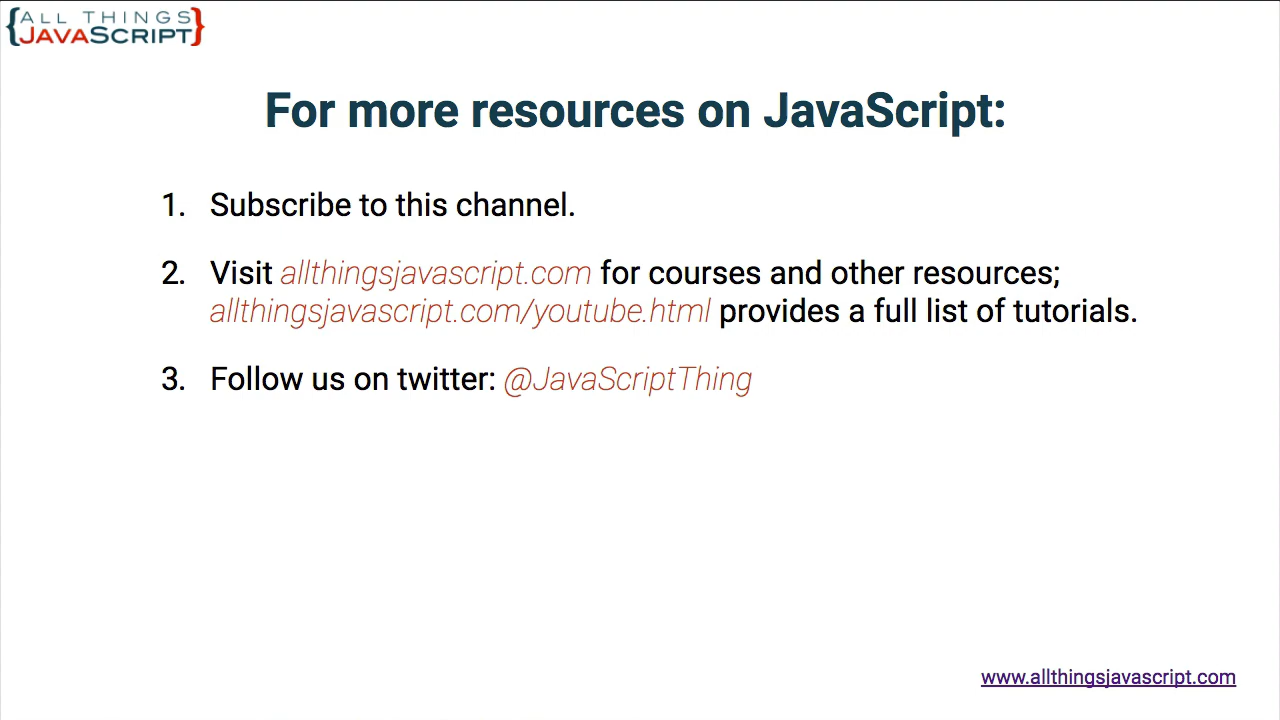 {ALL THINGS
JAVASCRIPT}
For more resources on JavaScript:
1. Subscribe to this channel.
2. Visit allthingsjavascript.com for courses and other resources;
allthingsjavascript.com/youtube.html provides a full list of tutorials.
3. Follow us on twitter: @JavaScriptThing
www.allthingsjavascript.com